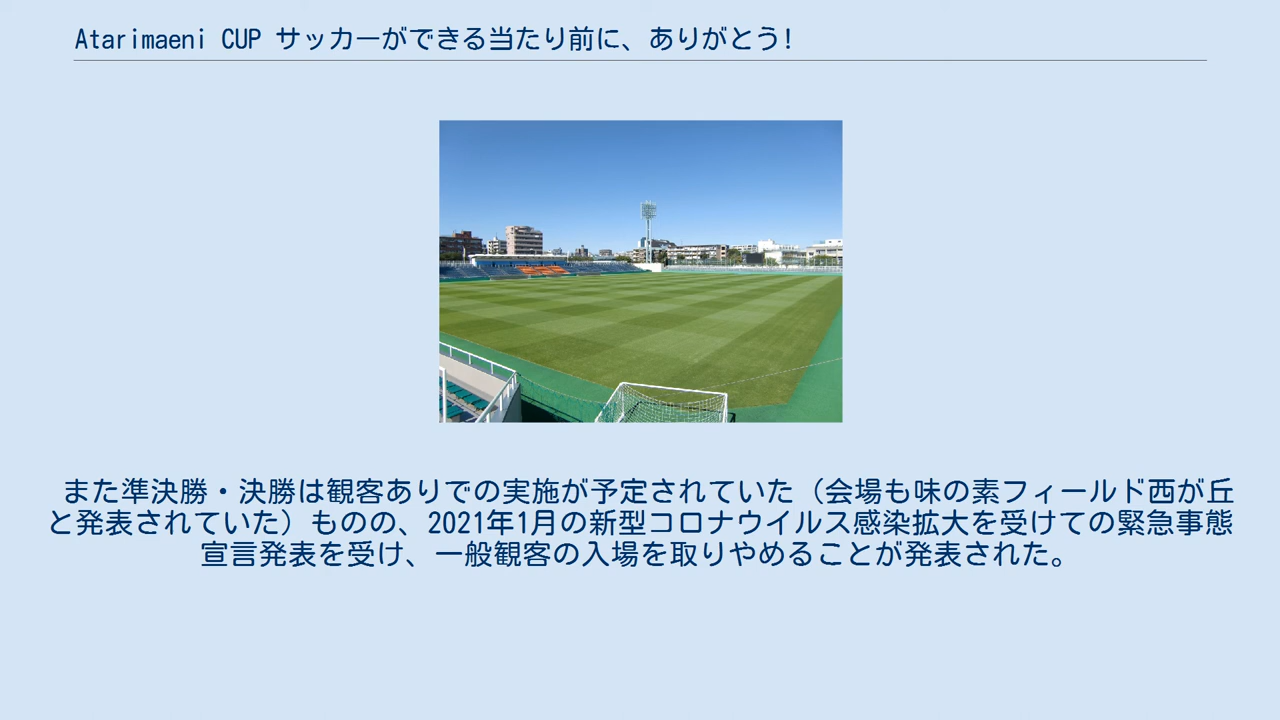 Atarimaeni CUP サッカーができる当たり前に、ありがとう!
また準決勝・決勝は観客ありでの実施が予定されていた（会場も味の素フィールド西が丘
と発表されていた）ものの、2021年1月の新型コロナウイルス感染拡大を受けての緊急事態
宣言発表を受け、一般観客の入場を取りやめることが発表された。